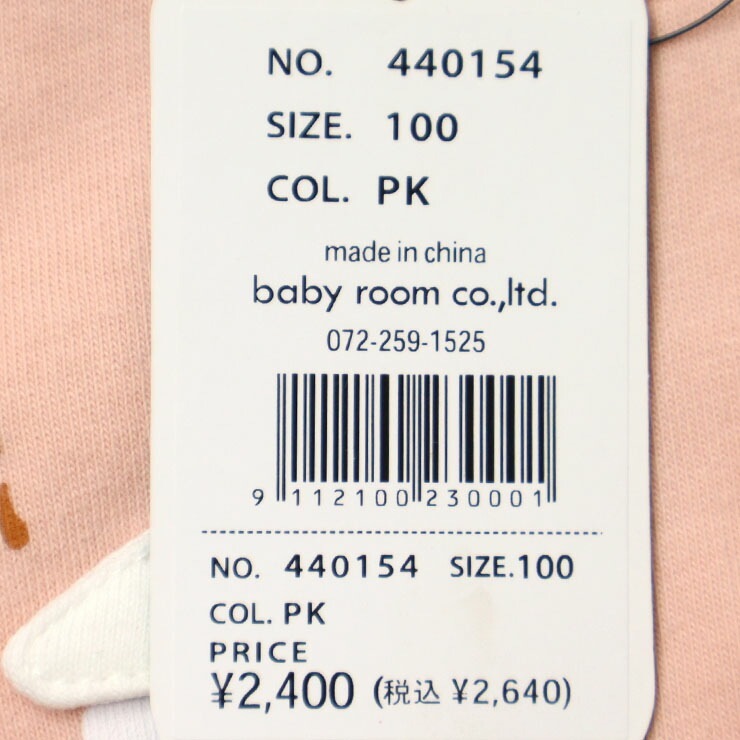 NO. 440154
SIZE. 100
COL. PK
made in china
baby room co.,ltd.
072-259-1525
9 112100 230001
NO. 440154 SIZE.100
COL. PK
PRICE
¥2,400 (税込 ¥2,640)